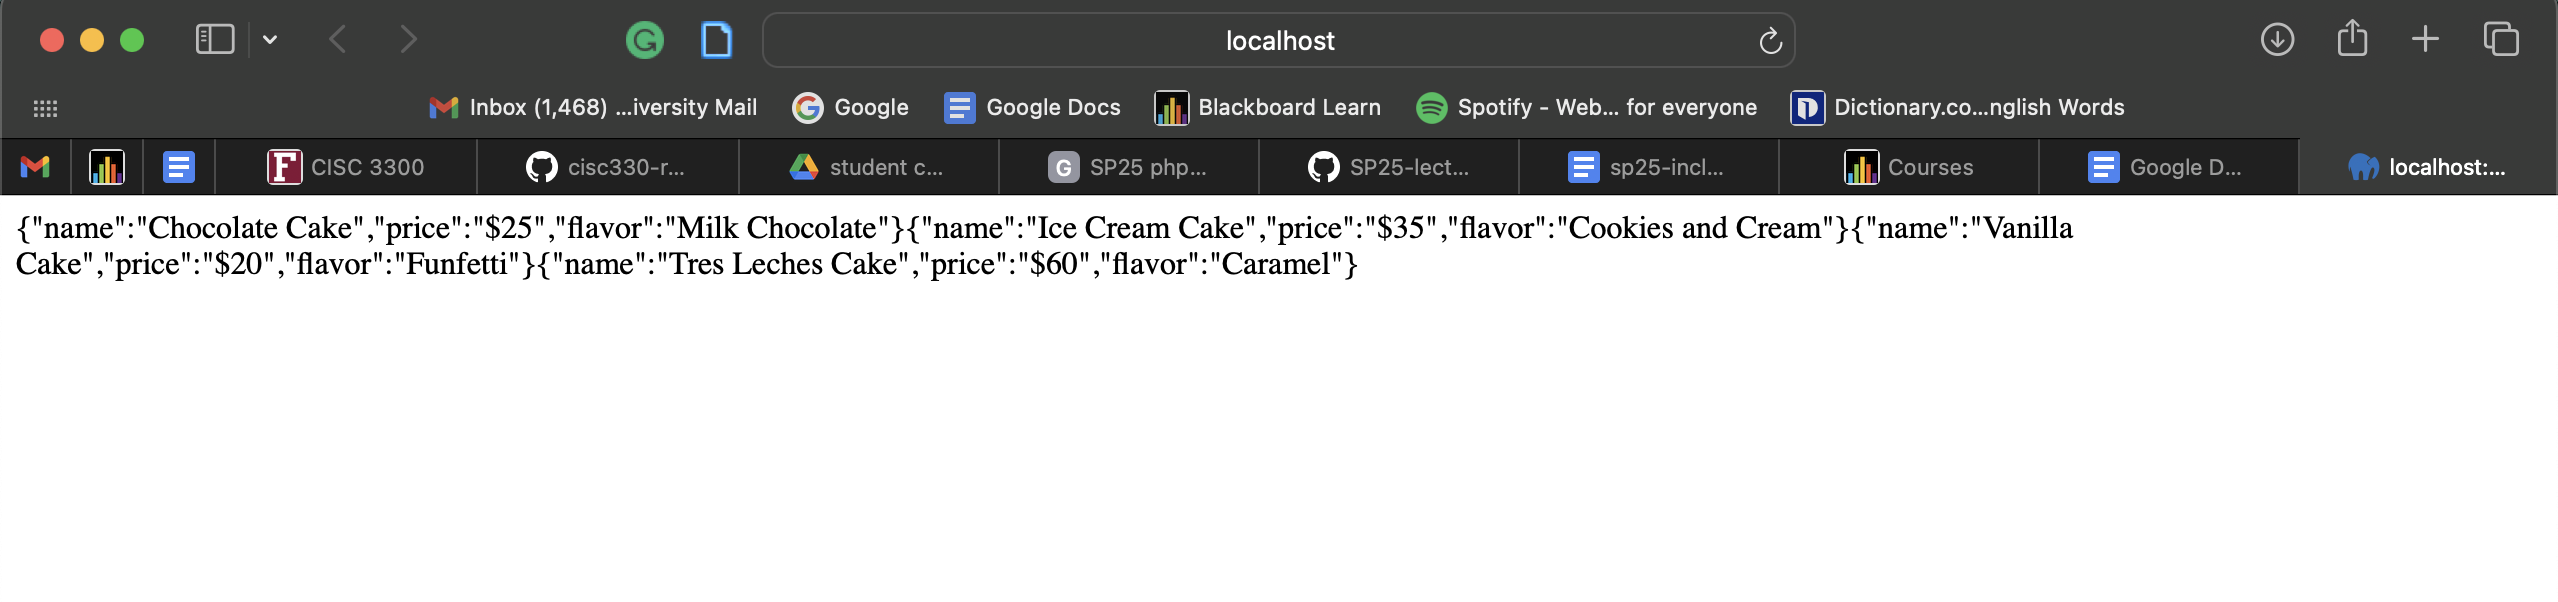 localhost
Inbox (1,468) ...iversity Mail
Google
Google Docs
Blackboard Learn
Spotify - Web... for everyone
Dictionary.co...nglish Words
CISC 3300
cisc330-r...
student c...
SP25 php...
SP25-lect...
sp25-incl...
Courses
Google D...
localhost:...
{"name":"Chocolate Cake","price":"$25","flavor":"Milk Chocolate"}{"name":"Ice Cream Cake","price":"$35","flavor":"Cookies and Cream"}{"name":"Vanilla
Cake","price":"$20","flavor":"Funfetti"}{"name":"Tres Leches Cake","price":"$60","flavor":"Caramel"}